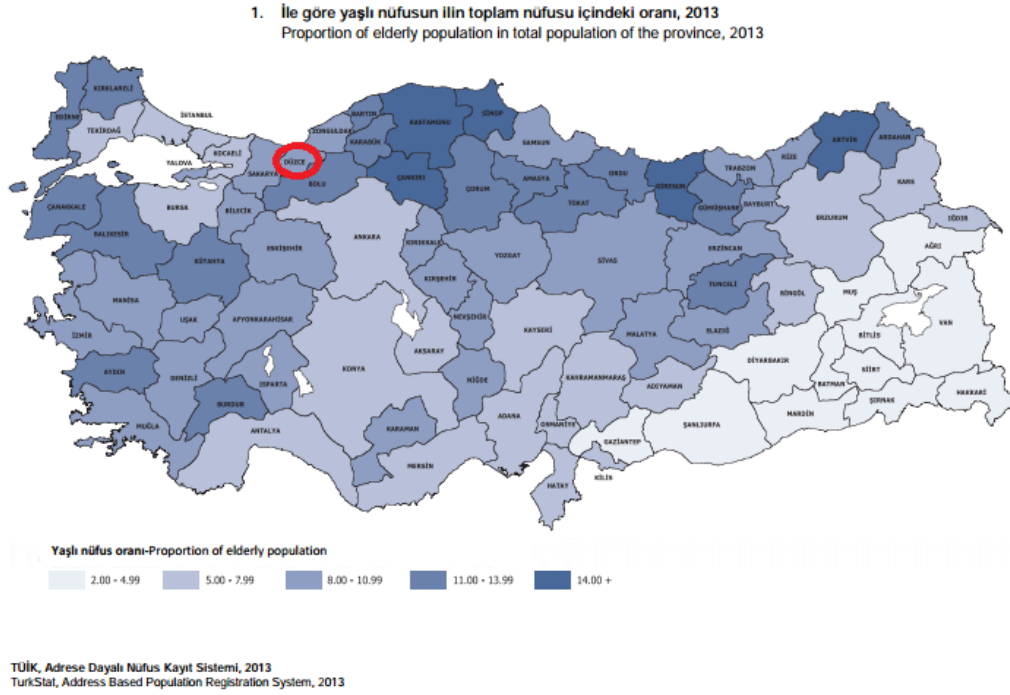 1. İle göre yaşlı nüfusun ilin toplam nüfusu içindeki oranı, 2013
Proportion of elderly population in total population of the province, 2013
KIRKLARELİ
EDİRNE
TEKİRDAĞ
İSTANBUL
KOCAELİ
YALOVA
SAKARYA
DÜZCE
BOLU
ZONGULDAK
BARTIN
KARABÜK
KASTAMONU
SİNOP
ÇANKIRI
ÇORUM
SAMSUN
AMASYA
TOKAT
ORDU
GİRESUN
GÜMÜŞHANE
TRABZON
BAYBURT
RİZE
ARTVİN
ARDAHAN
KARS
IĞDIR
ERZURUM
AĞRI
ÇANAKKALE
BALIKESİR
BURSA
BİLECİK
KÜTAHYA
ESKİŞEHİR
ANKARA
KIRIKKALE
KIRŞEHİR
YOZGAT
SİVAS
ERZİNCAN
TUNCELİ
BİNGÖL
MUŞ
VAN
BİTLİS
MANİSA
UŞAK
AFYONKARAHİSAR
İZMİR
AYDIN
DENİZLİ
ISPARTA
BURDUR
MUĞLA
ANTALYA
KONYA
AKSARAY
NEVŞEHİR
NİĞDE
KAYSERİ
KARAMAN
MERSİN
ADANA
OSMANİYE
KAHRAMANMARAŞ
MALATYA
ELAZIĞ
ADIYAMAN
DİYARBAKIR
BATMAN
SİİRT
ŞIRNAK
HAKKARİ
MARDİN
ŞANLIURFA
GAZİANTEP
KİLİS
HATAY
Yaşlı nüfus oranı-Proportion of elderly population
2.00 - 4.99 5.00 - 7.99 8.00 - 10.99 11.00 - 13.99 14.00 +
TÜİK, Adrese Dayalı Nüfus Kayıt Sistemi, 2013
TurkStat, Address Based Population Registration System, 2013